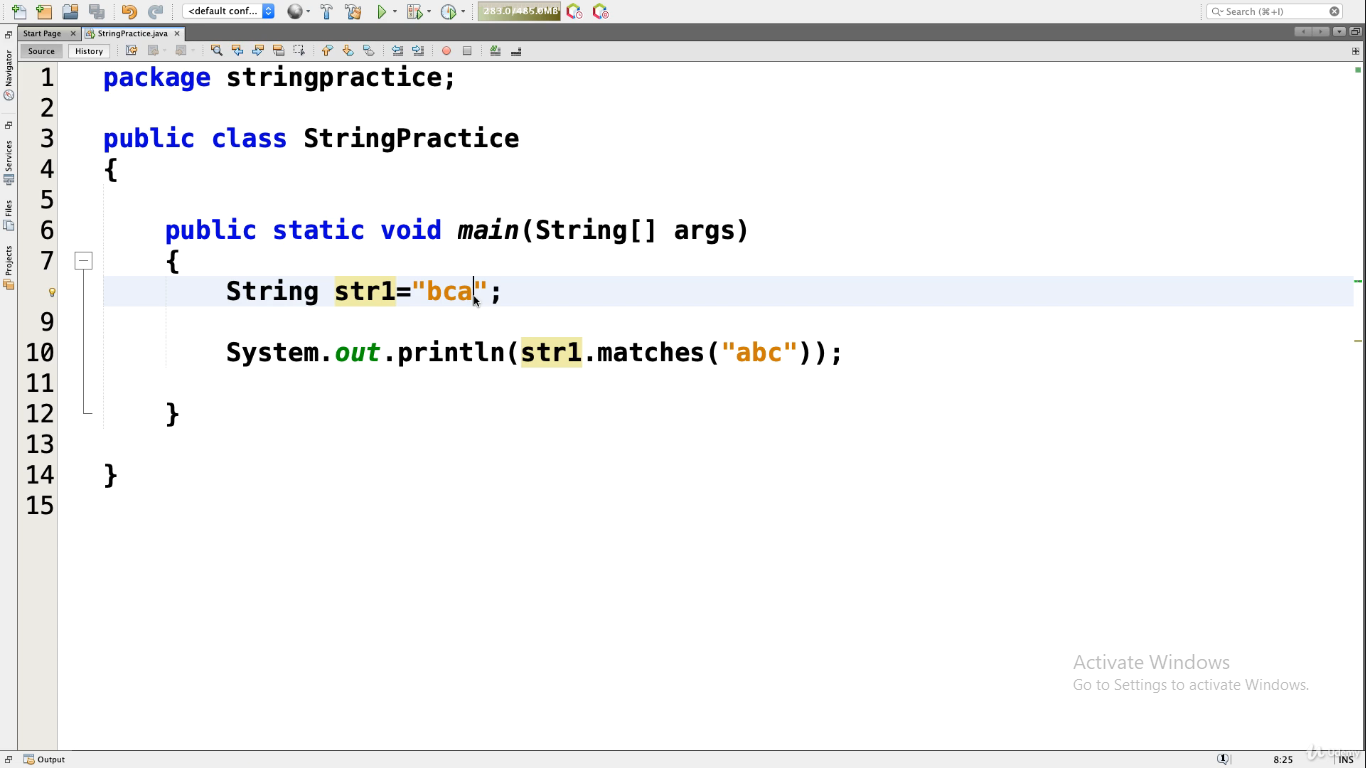 <default conf...
283.0/485.0MB
Search (⌘+I)
Start Page
StringPractice.java
Source
History
Navigator
Services
Files
Projects
1 package stringpractice;
2
3 public class StringPractice
4 {
5
6 public static void main(String[] args)
7 {
String str1="bca";
9
10 System.out.println(str1.matches("abc"));
11
12 }
13
14 }
15
Activate Windows
Go to Settings to activate Windows.
Output
1
8:25
INS
Udemy